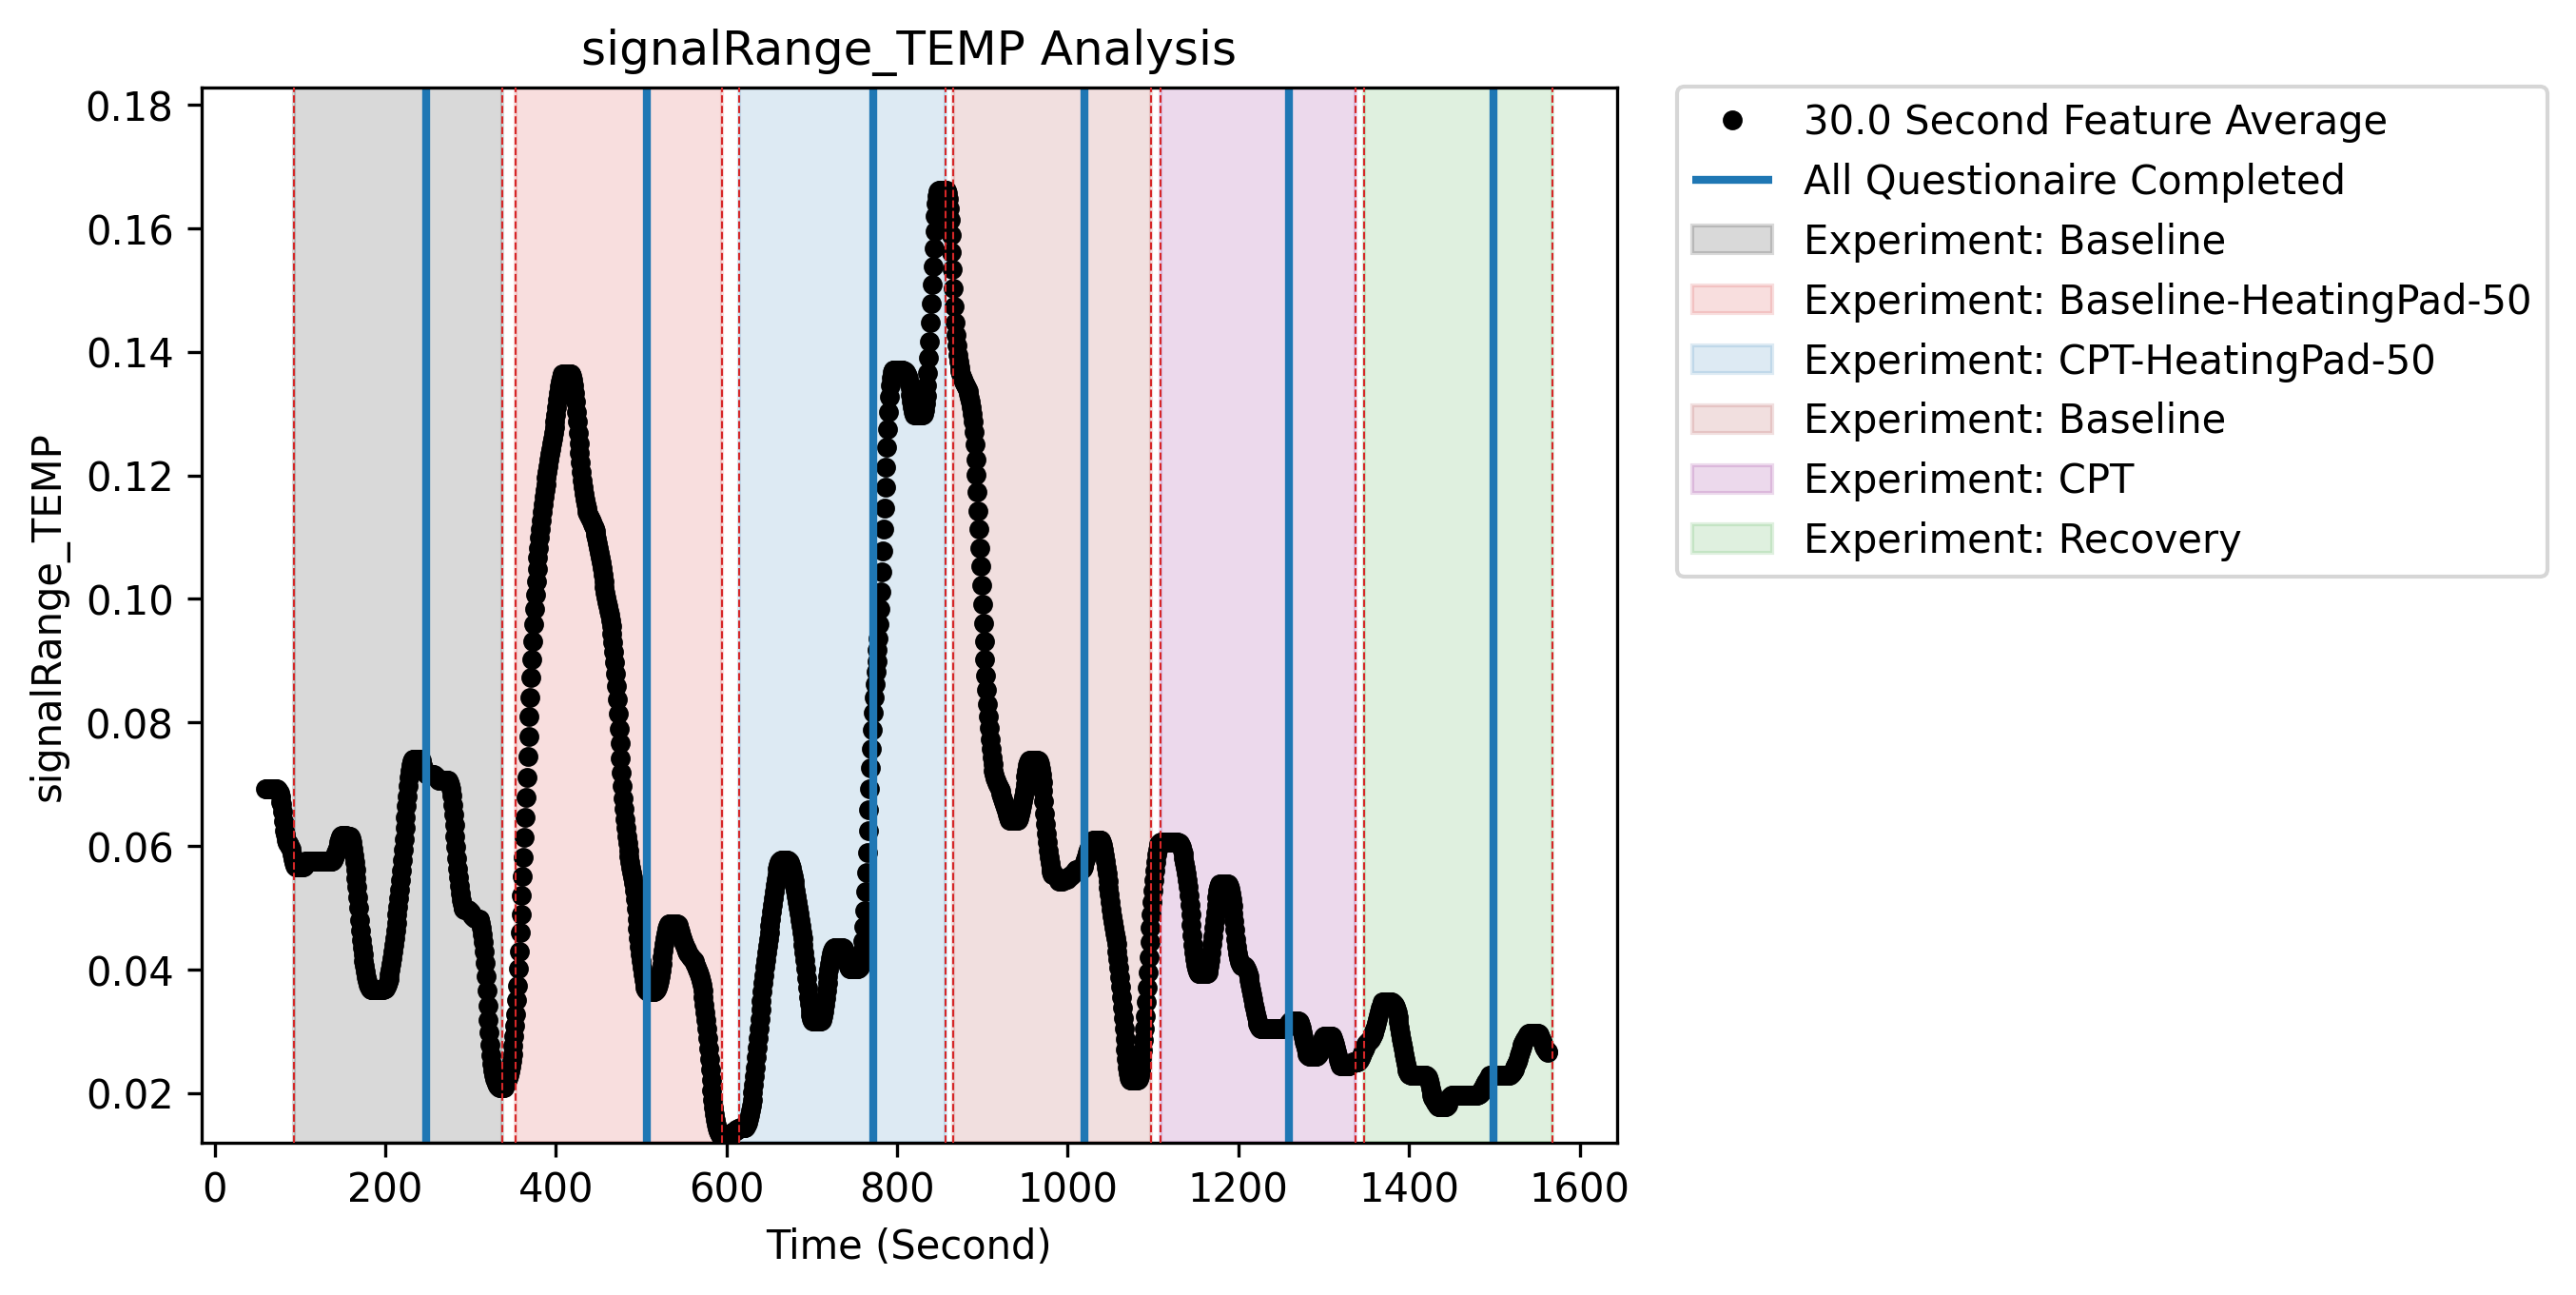 signalRange_TEMP Analysis
signalRange_TEMP
0.18
0.16
0.14
0.12
0.10
0.08
0.06
0.04
0.02
0 200 400 600 800 1000 1200 1400 1600
Time (Second)
30.0 Second Feature Average
All Questionaire Completed
Experiment: Baseline
Experiment: Baseline-HeatingPad-50
Experiment: CPT-HeatingPad-50
Experiment: Baseline
Experiment: CPT
Experiment: Recovery